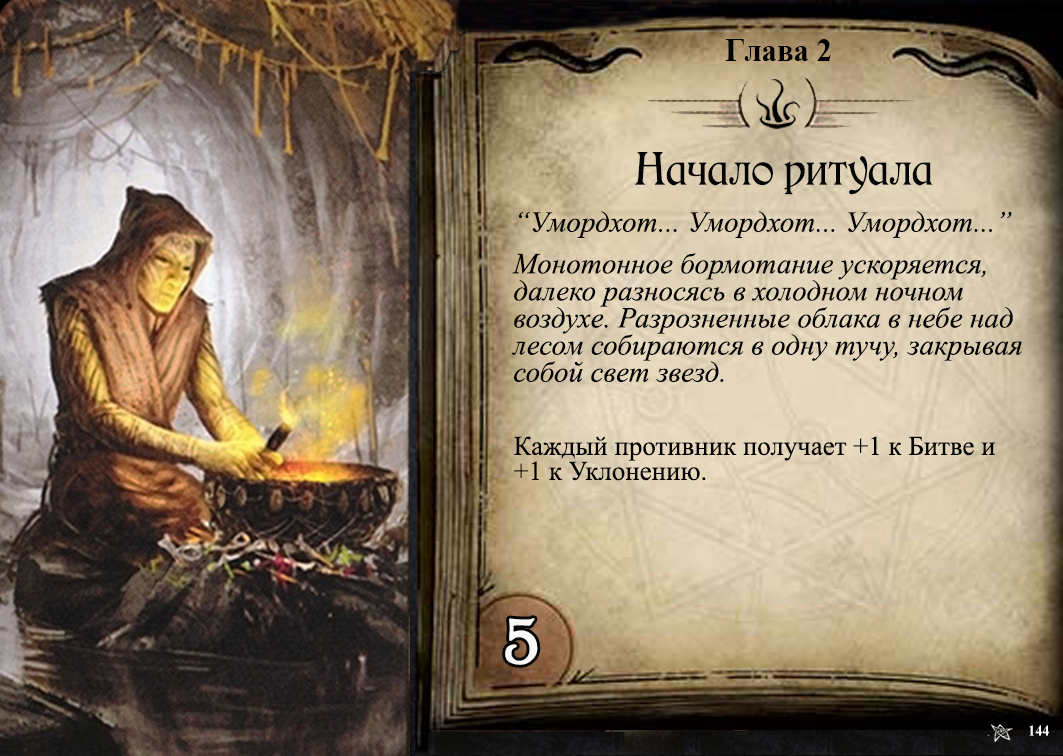 Глава 2
Начало ритуала
“Умордхот... Умордхот... Умордхот...”
Монотонное бормотание ускоряется,
далеко разносясь в холодном ночном
воздухе. Разрозненные облака в небе над
лесом собираются в одну тучу, закрывая
собой свет звезд.
Каждый противник получает +1 к Битве и
+1 к Уклонению.
5
144